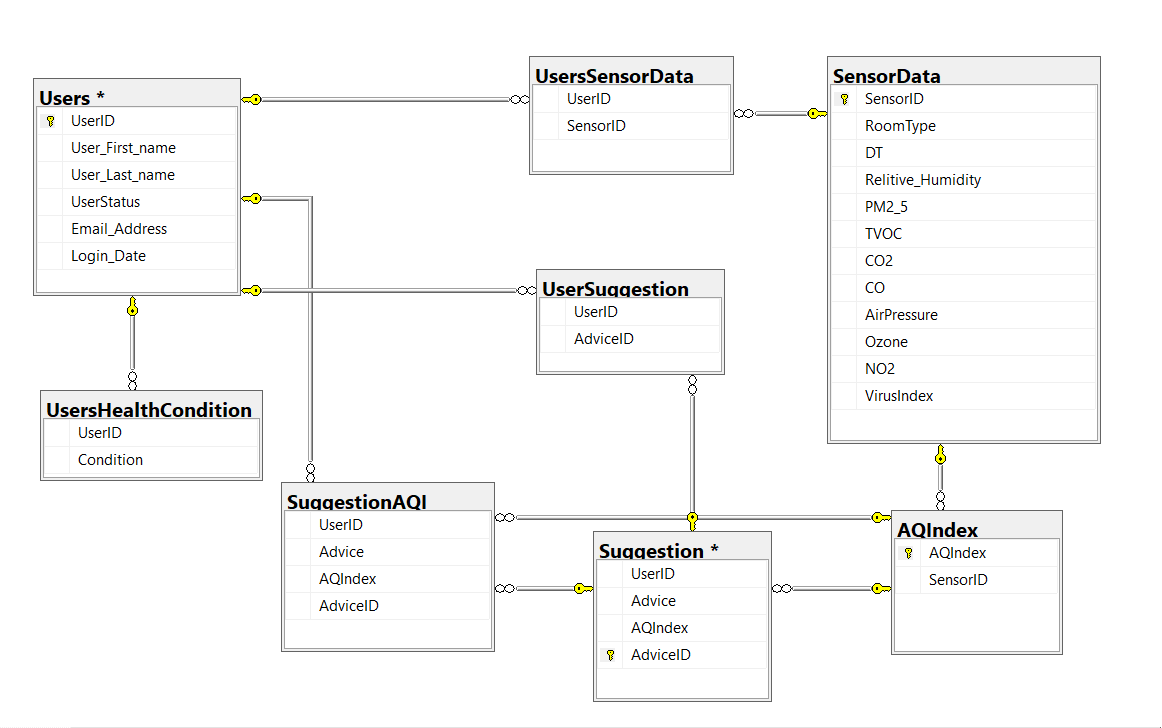 Users *
UserID
User_First_name
User_Last_name
UserStatus
Email_Address
Login_Date
UsersSensorData
UserID
SensorID
SensorData
SensorID
RoomType
DT
Relitive_Humidity
PM2_5
TVOC
CO2
CO
AirPressure
Ozone
NO2
VirusIndex
UserSuggestion
UserID
AdviceID
UsersHealthCondition
UserID
Condition
SuggestionAQI
UserID
Advice
AQIndex
AdviceID
Suggestion *
UserID
Advice
AQIndex
AdviceID
AQIndex
AQIndex
SensorID